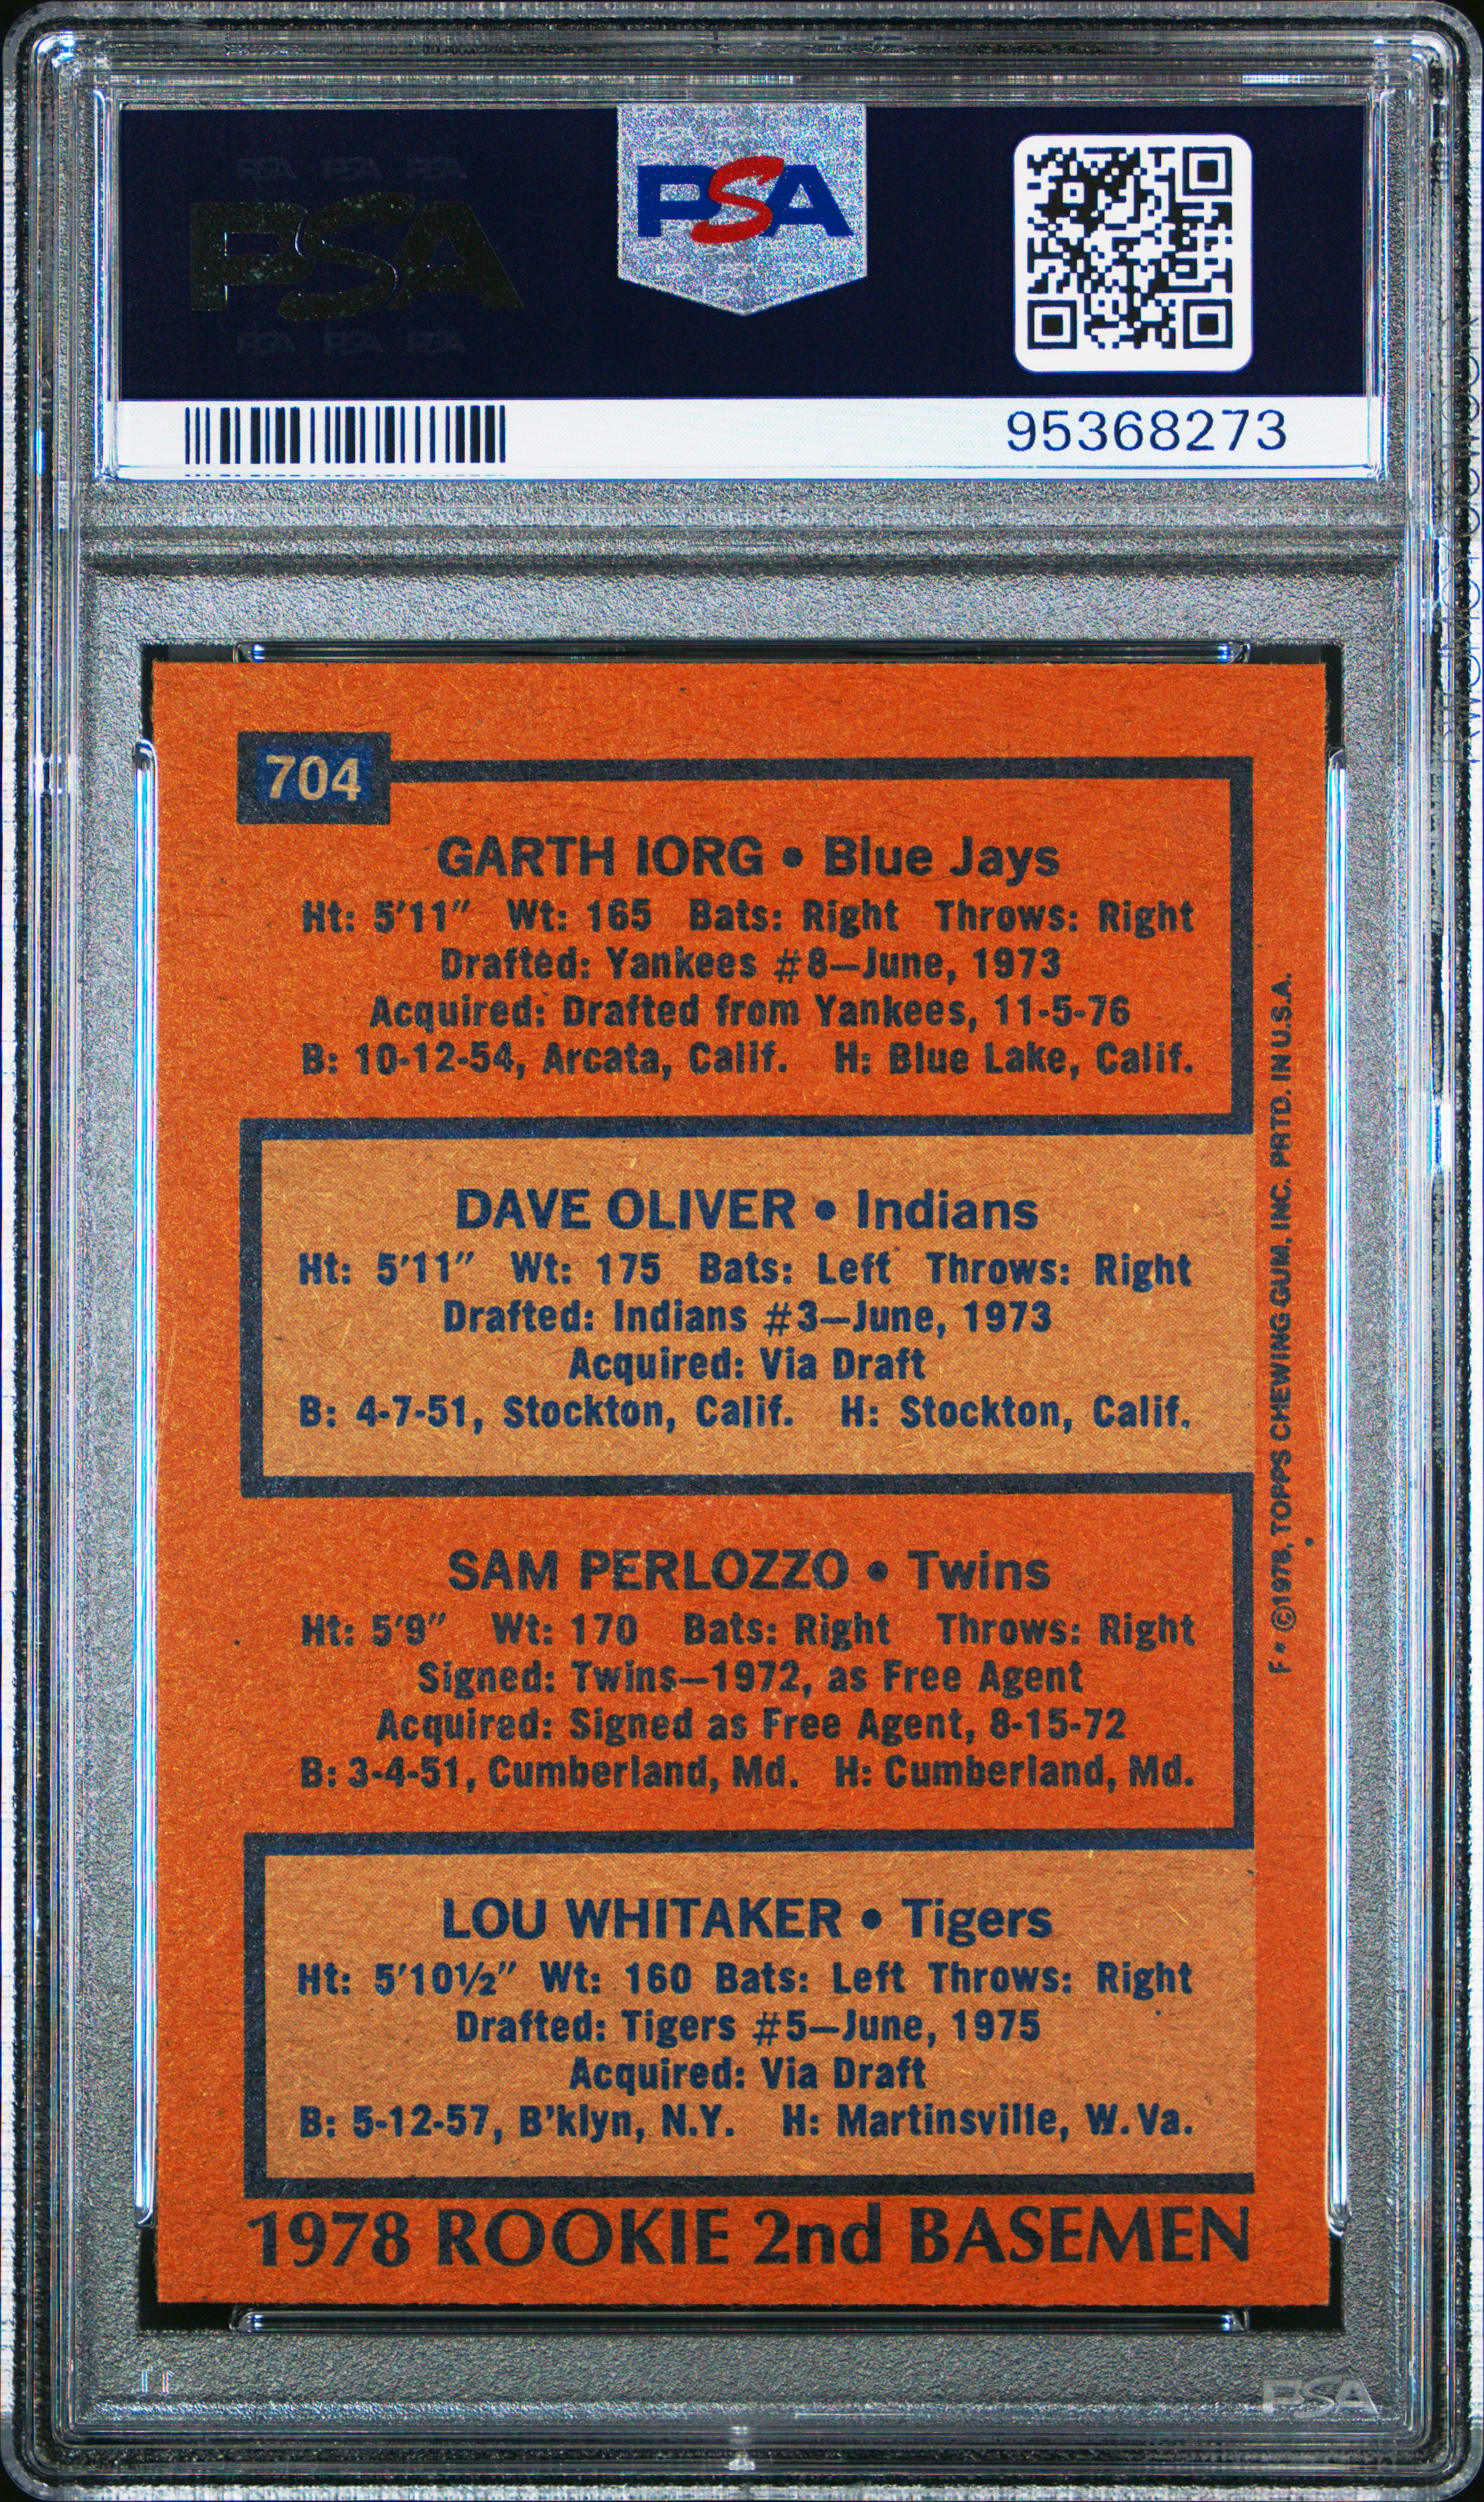 PSA PSA PSA
PSA
PSA PSA PSA
PSA
95368273
704
GARTH IORG • Blue Jays
Ht: 5'11" Wt: 165 Bats: Right Throws: Right
Drafted: Yankees #8—June, 1973
Acquired: Drafted from Yankees, 11-5-76
B: 10-12-54, Arcata, Calif. H: Blue Lake, Calif.
DAVE OLIVER • Indians
Ht: 5'11" Wt: 175 Bats: Left Throws: Right
Drafted: Indians #3—June, 1973
Acquired: Via Draft
B: 4-7-51, Stockton, Calif. H: Stockton, Calif.
SAM PERLOZZO • Twins
Ht: 5'9" Wt: 170 Bats: Right Throws: Right
Signed: Twins—1972, as Free Agent
Acquired: Signed as Free Agent, 8-15-72
B: 3-4-51, Cumberland, Md. H: Cumberland, Md.
LOU WHITAKER • Tigers
Ht: 5'10½" Wt: 160 Bats: Left Throws: Right
Drafted: Tigers #5—June, 1975
Acquired: Via Draft
B: 5-12-57, B'klyn, N.Y. H: Martinsville, W. Va.
1978 ROOKIE 2nd BASEMEN
F* ©1978, TOPPS CHEWING GUM, INC. PRTD. IN U.S.A.
PSA